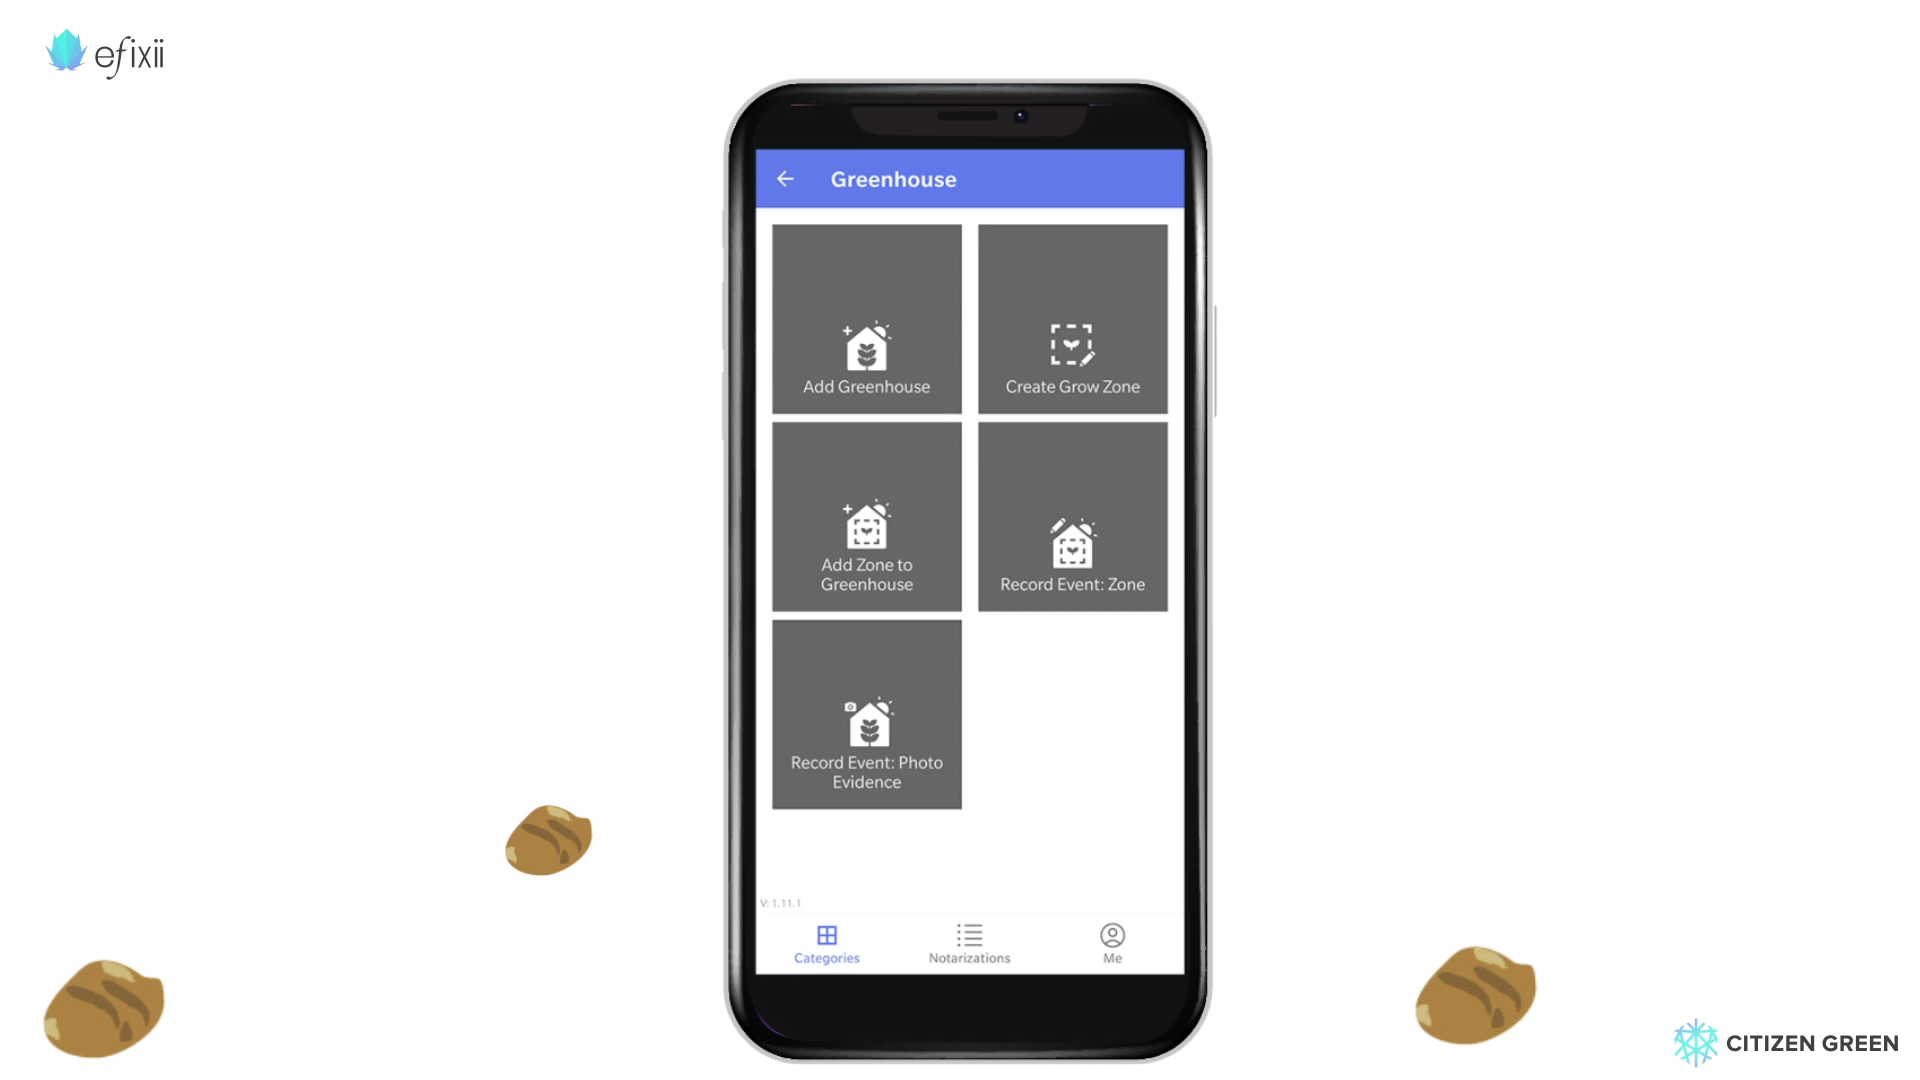 efixii
Greenhouse
Add Greenhouse
Create Grow Zone
Add Zone to
Greenhouse
Record Event: Zone
Record Event: Photo
Evidence
V: 1.11.1
Categories
Notarizations
Me
CITIZEN GREEN